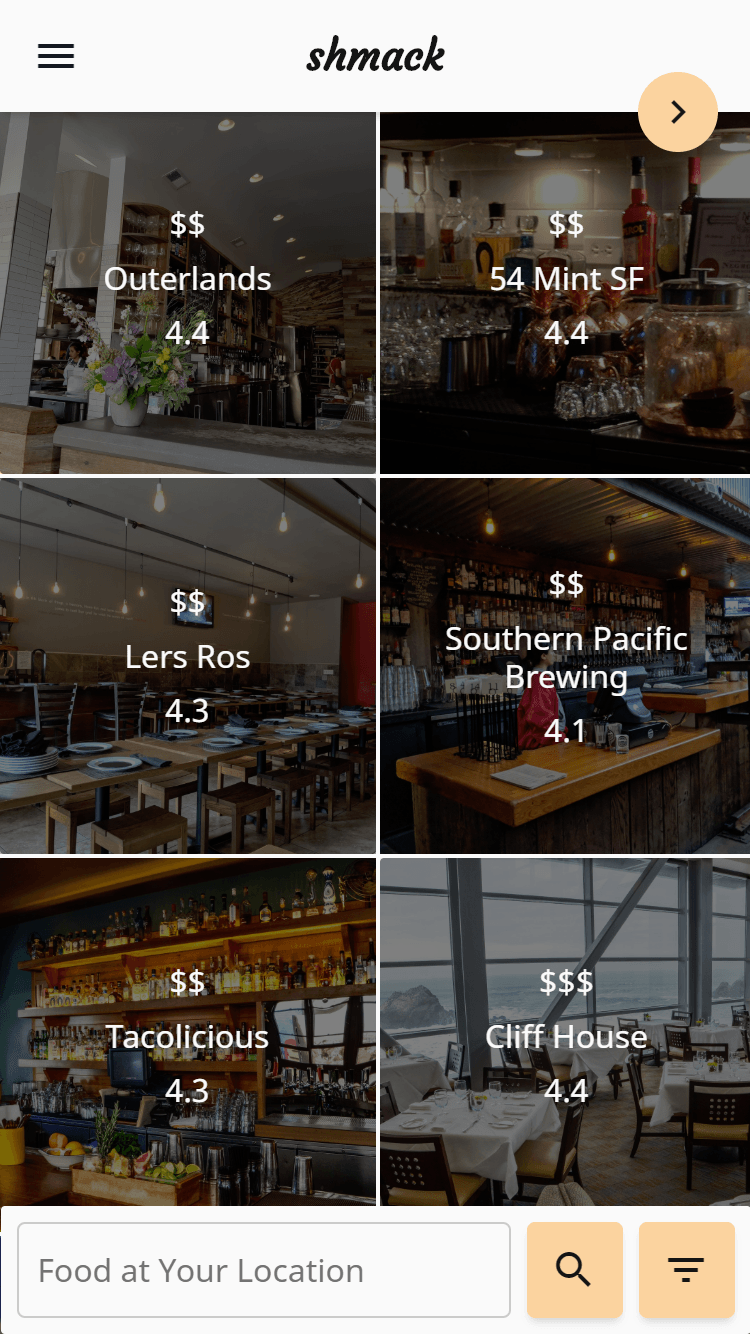 shmack
$$
Outerlands
4.4
$$
54 Mint SF
4.4
$$
Lers Ros
4.3
$$
Southern Pacific
Brewing
4.1
$$
Tacolicious
4.3
$$$
Cliff House
4.4
Food at Your Location